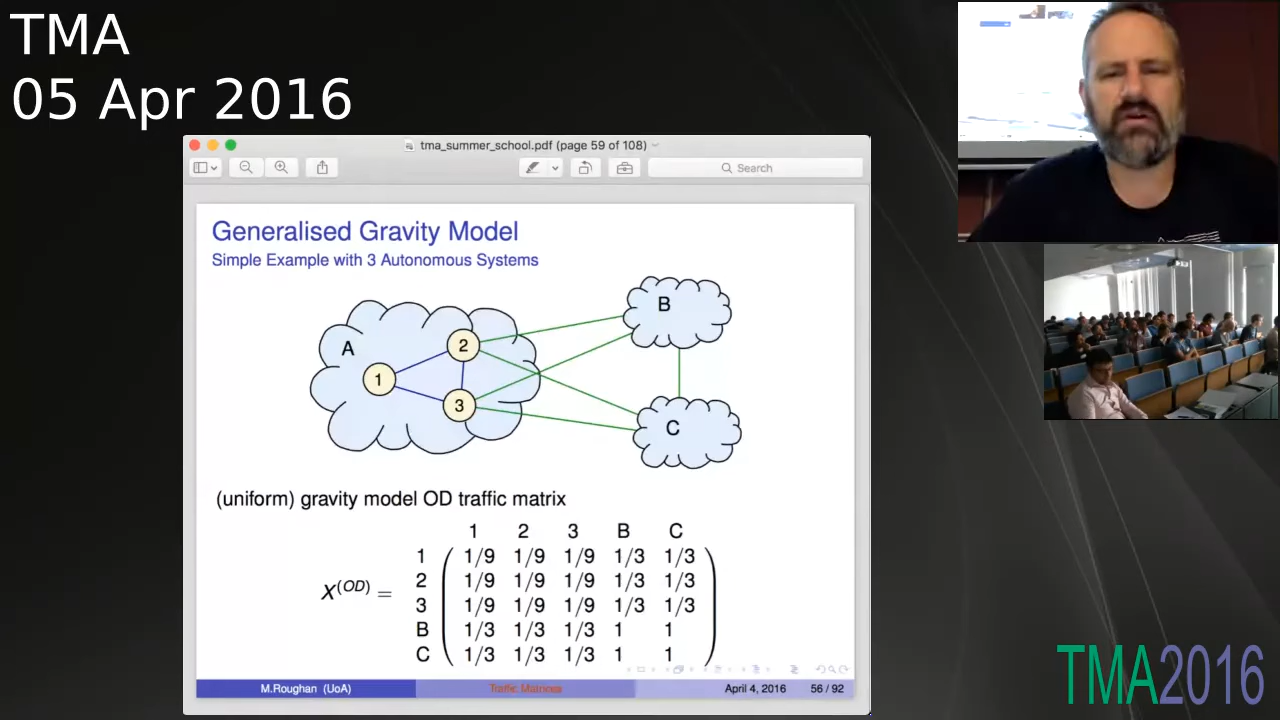 TMA
05 Apr 2016
tma_summer_school.pdf (page 59 of 108)
Search
Generalised Gravity Model
Simple Example with 3 Autonomous Systems
A
B
C
1
2
3
(uniform) gravity model OD traffic matrix
1 2 3 B C
1 1/9 1/9 1/9 1/3 1/3
2 1/9 1/9 1/9 1/3 1/3
X(OD) =
3 1/9 1/9 1/9 1/3 1/3
B 1/3 1/3 1/3 1 1
C 1/3 1/3 1/3 1 1
M.Roughan (UoA) Traffic Matrices April 4, 2016 56 / 92
TMA2016